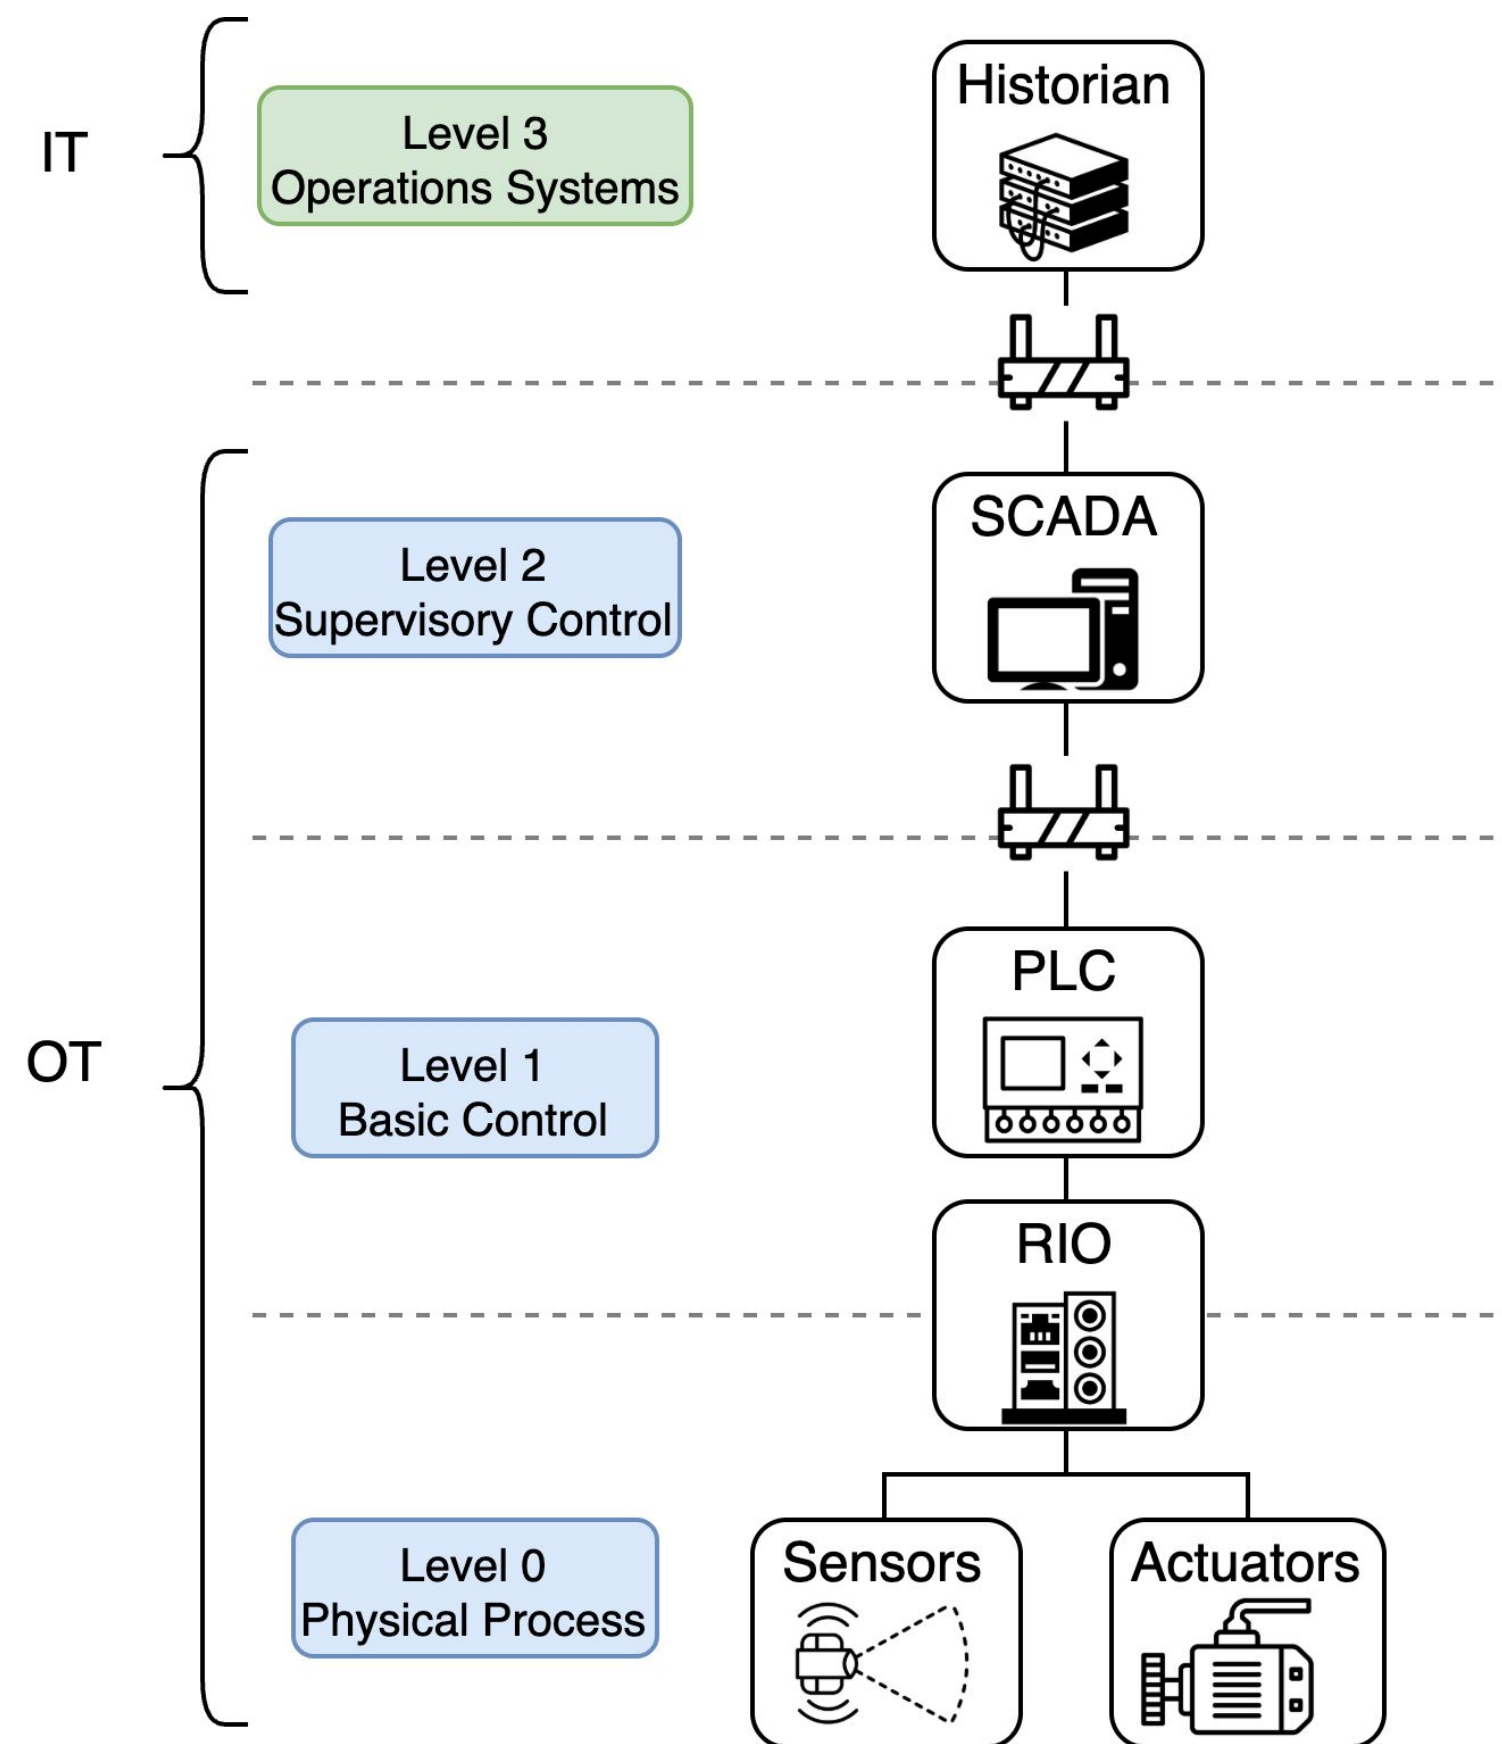 IT
Level 3
Operations Systems
Historian
Level 2
Supervisory Control
SCADA
OT
Level 1
Basic Control
PLC
RIO
Level 0
Physical Process
Sensors
Actuators